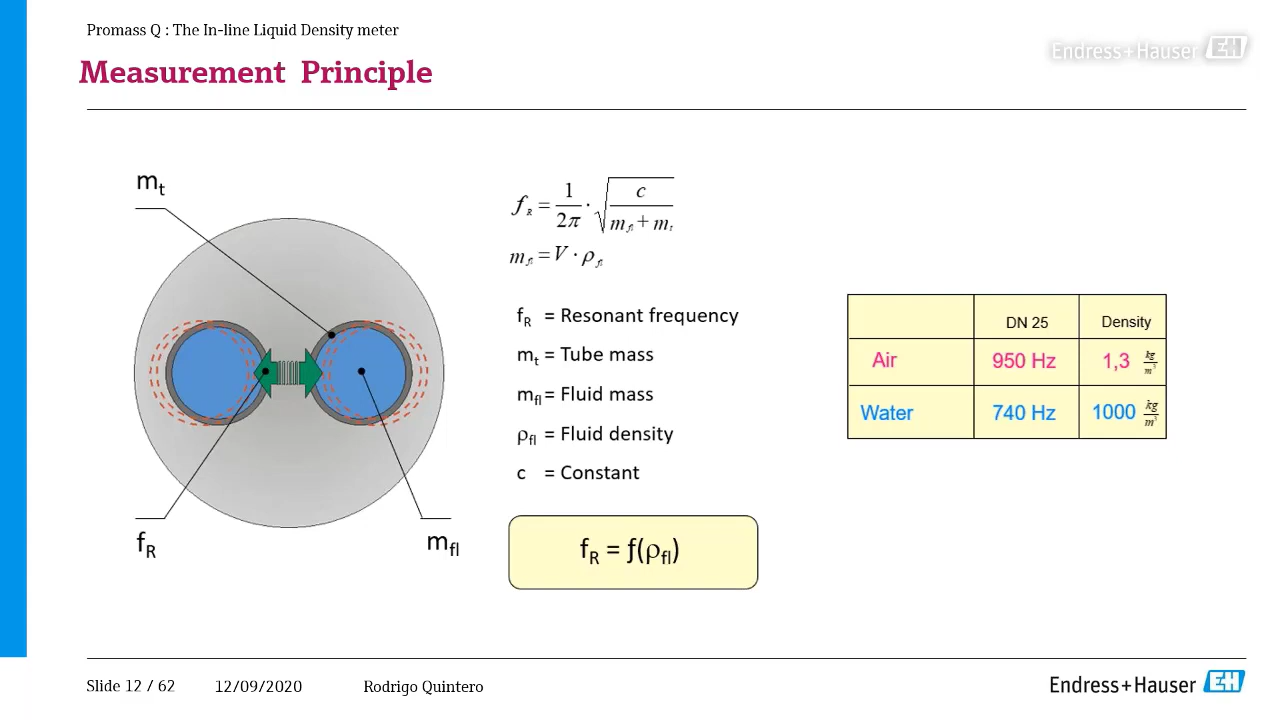 Promass Q : The In-line Liquid Density meter
Endress+Hauser EH
Measurement Principle
mₜ
f_R = 1/2π · √(c/(m_fl + m_t))
m_fl = V · ρ_fl
f_R = Resonant frequency
m_t = Tube mass
m_fl = Fluid mass
ρ_fl = Fluid density
c = Constant
DN 25 Density
Air 950 Hz 1,3 kg/m³
Water 740 Hz 1000 kg/m³
f_R
m_fl
f_R = ƒ(ρ_fl)
Slide 12 / 62 12/09/2020 Rodrigo Quintero
Endress+Hauser EH